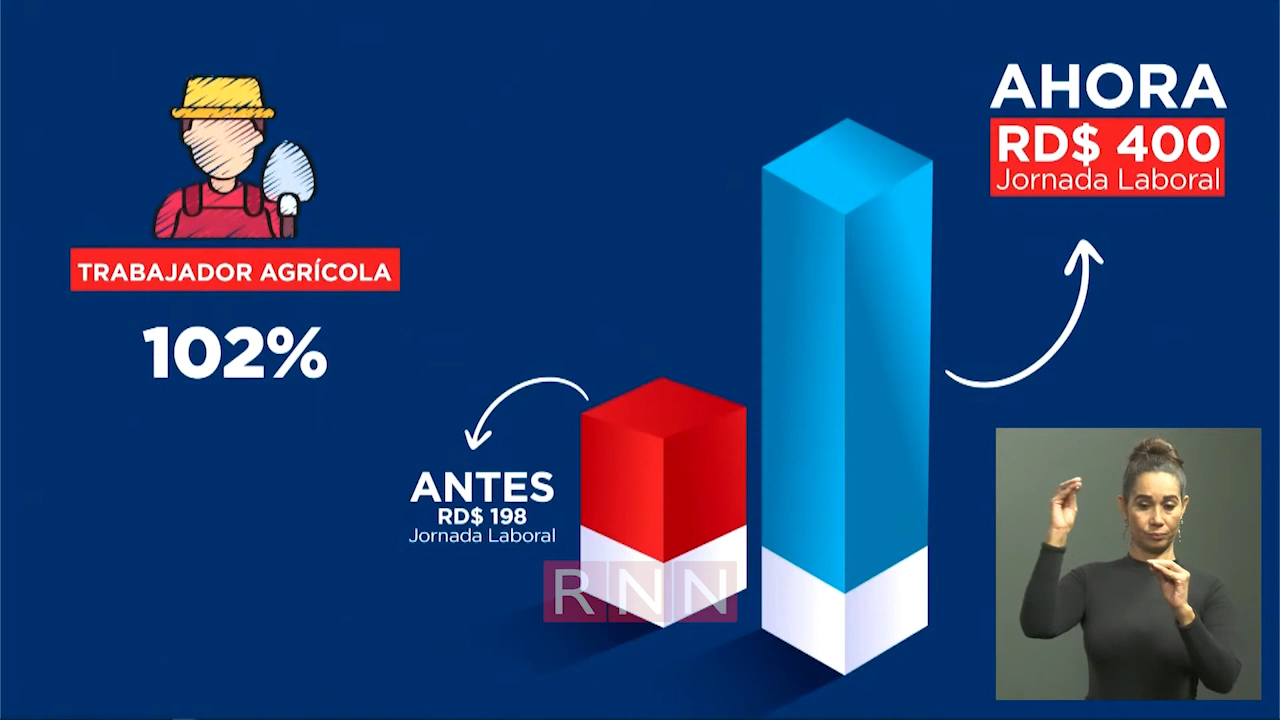 TRABAJADOR AGRÍCOLA
102%
ANTES
RD$ 198
Jornada Laboral
AHORA
RD$ 400
Jornada Laboral
RNN